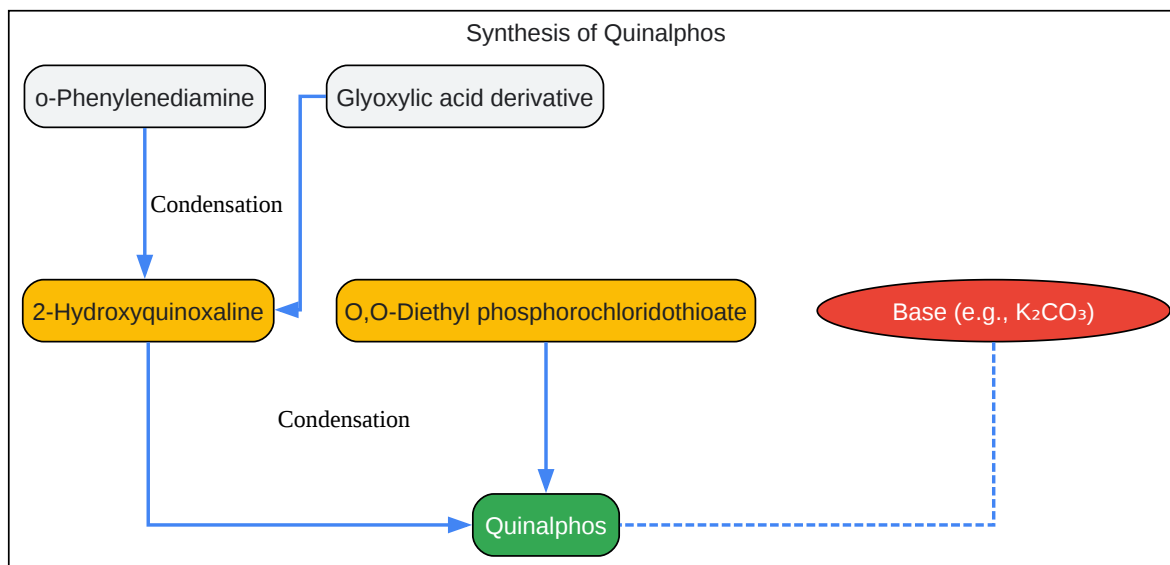 Synthesis of Quinalphos
o-Phenylenediamine
Glyoxylic acid derivative
Condensation
2-Hydroxyquinoxaline
O,O-Diethyl phosphorochloridothioate
Base (e.g., K₂CO₃)
Condensation
Quinalphos